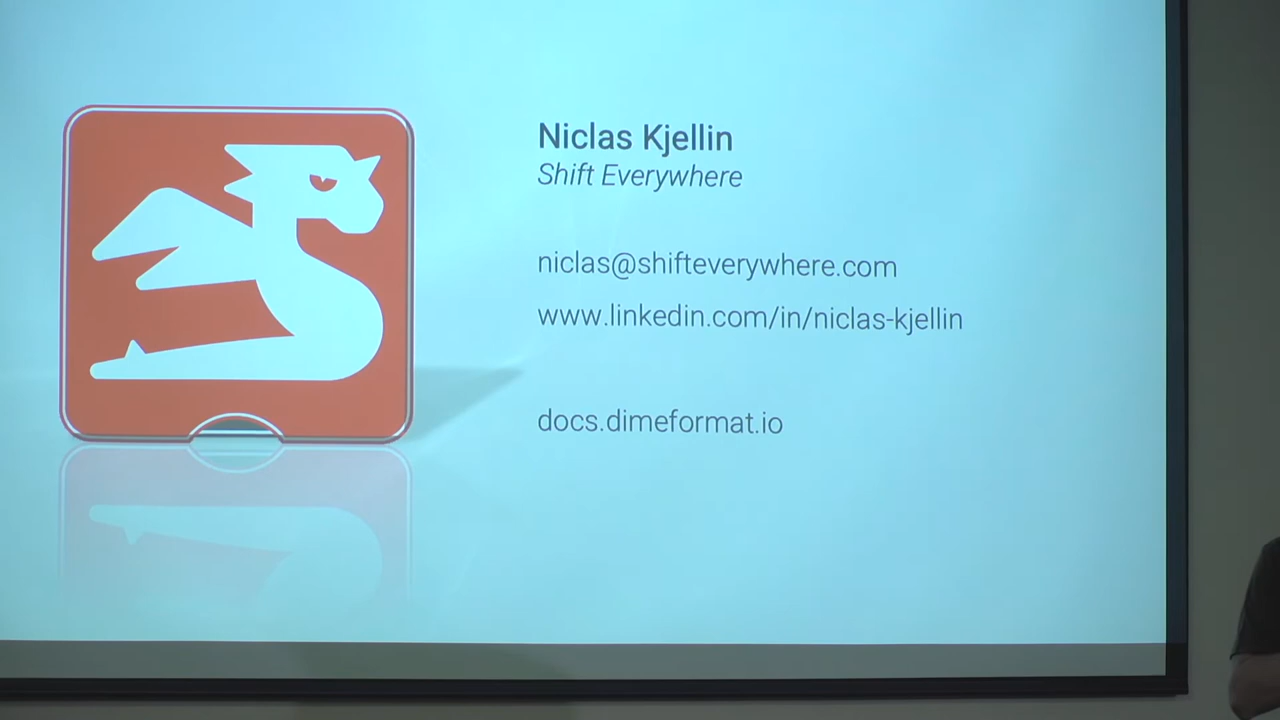 Niclas Kjellin
Shift Everywhere
niclas@shifteverywhere.com
www.linkedin.com/in/niclas-kjellin
docs.dimeformat.io